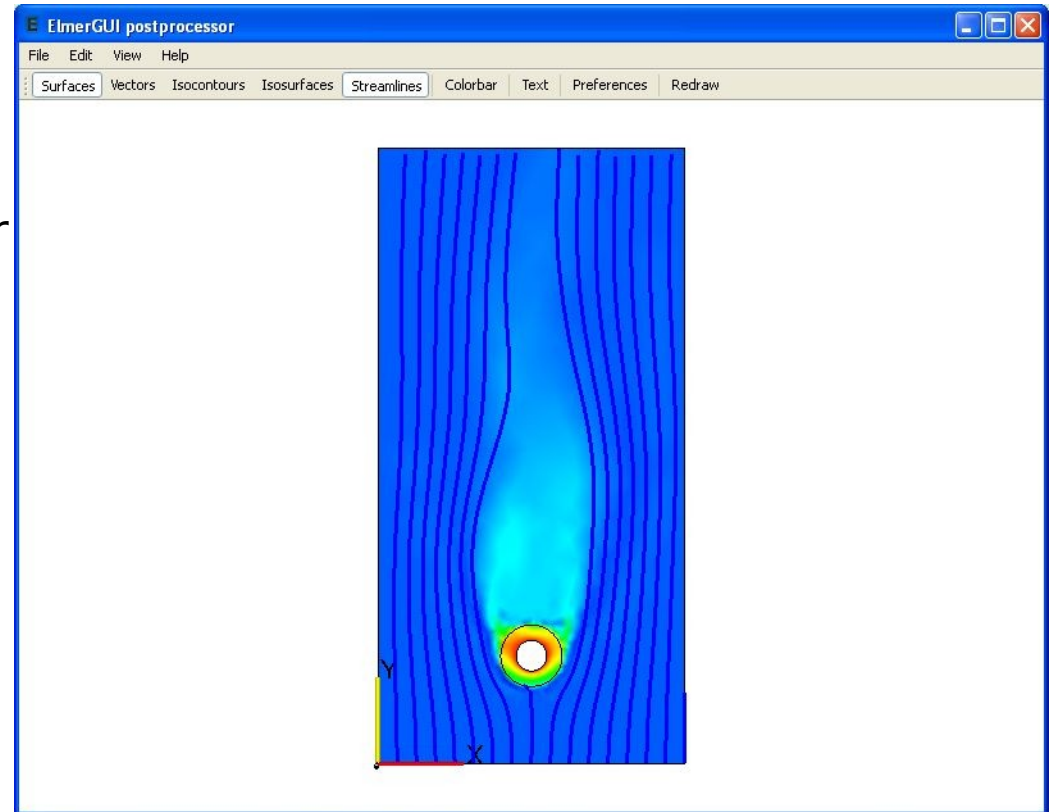 E ElmerGUI postprocessor
File Edit View Help
Surfaces Vectors Isocontours Isosurfaces Streamlines Colorbar Text Preferences Redraw
r
Y
X